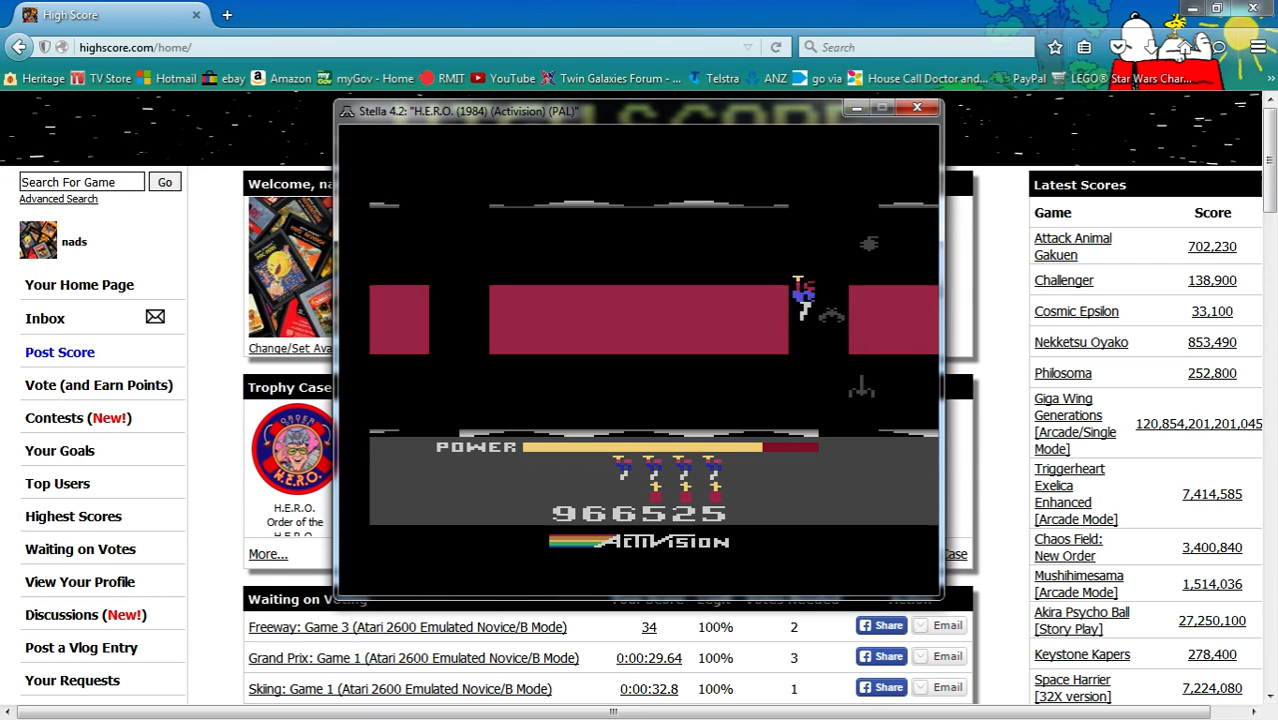 High Score
highscore.com/home/
Search
Heritage TV Store Hotmail ebay Amazon myGov - Home RMIT YouTube Twin Galaxies Forum - ... Telstra ANZ go via House Call Doctor and... PayPal LEGO® Star Wars Char... »
Stella 4.2: "H.E.R.O. (1984) (Activision) (PAL)"
Search For Game Go
Advanced Search
nads
Your Home Page
Inbox
Post Score
Vote (and Earn Points)
Contests (New!)
Your Goals
Top Users
Highest Scores
Waiting on Votes
View Your Profile
Discussions (New!)
Post a Vlog Entry
Your Requests
Welcome, na
Change/Set Ava
Trophy Case
ORDER OF
H.E.R.O.
H.E.R.O.
Order of the
More...
Case
POWER
966525
ACTIVISION
Waiting on
Freeway: Game 3 (Atari 2600 Emulated Novice/B Mode) 34 100% 2 Share Email
Grand Prix: Game 1 (Atari 2600 Emulated Novice/B Mode) 0:00:29.64 100% 3 Share Email
Skiing: Game 1 (Atari 2600 Emulated Novice/B Mode) 0:00:32.8 100% 1 Share Email
Latest Scores
Game Score
Attack Animal
Gakuen 702,230
Challenger 138,900
Cosmic Epsilon 33,100
Nekketsu Oyako 853,490
Philosoma 252,800
Giga Wing
Generations
[Arcade/Single
Mode] 120,854,201,201,045
Triggerheart
Exelica
Enhanced
[Arcade Mode] 7,414,585
Chaos Field:
New Order 3,400,840
Mushihimesama
[Arcade Mode] 1,514,036
Akira Psycho Ball
[Story Play] 27,250,100
Keystone Kapers 278,400
Space Harrier
[32X version] 7,224,080